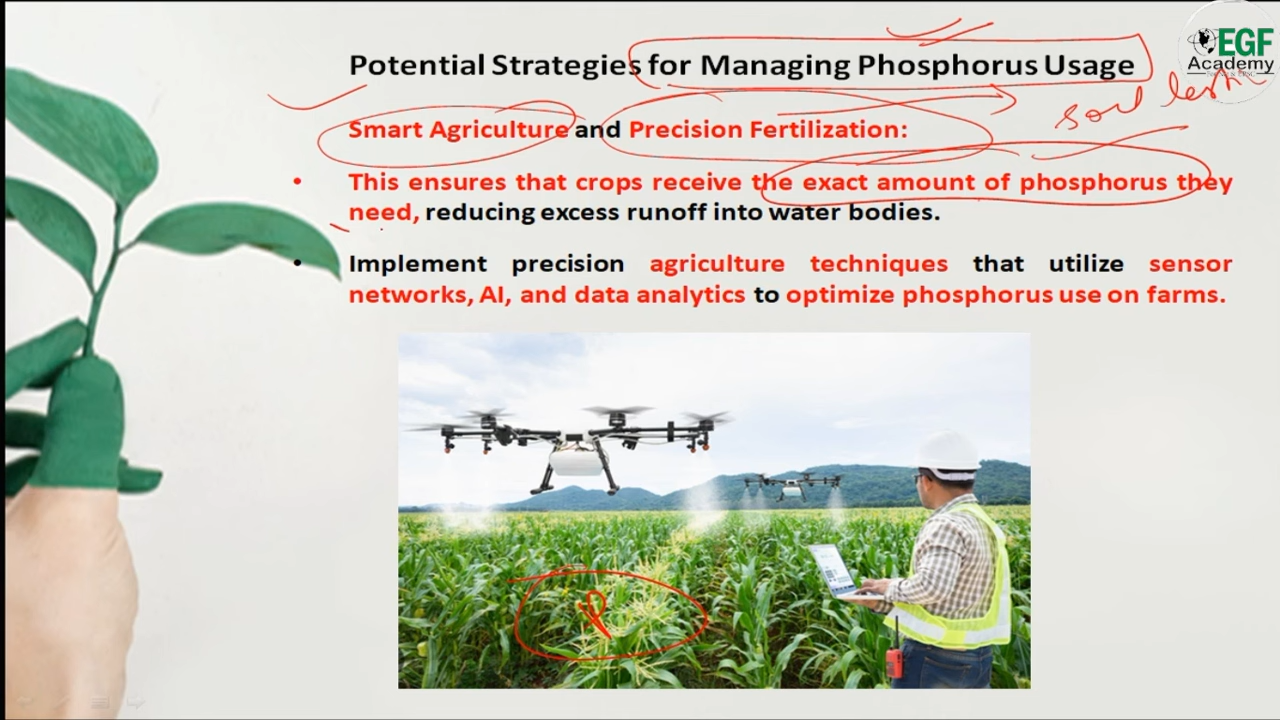 EGF
Academy
Potential Strategies for Managing Phosphorus Usage
soil
Smart Agriculture and Precision Fertilization:
• This ensures that crops receive the exact amount of phosphorus they
need, reducing excess runoff into water bodies.
• Implement precision agriculture techniques that utilize sensor
networks, AI, and data analytics to optimize phosphorus use on farms.
P